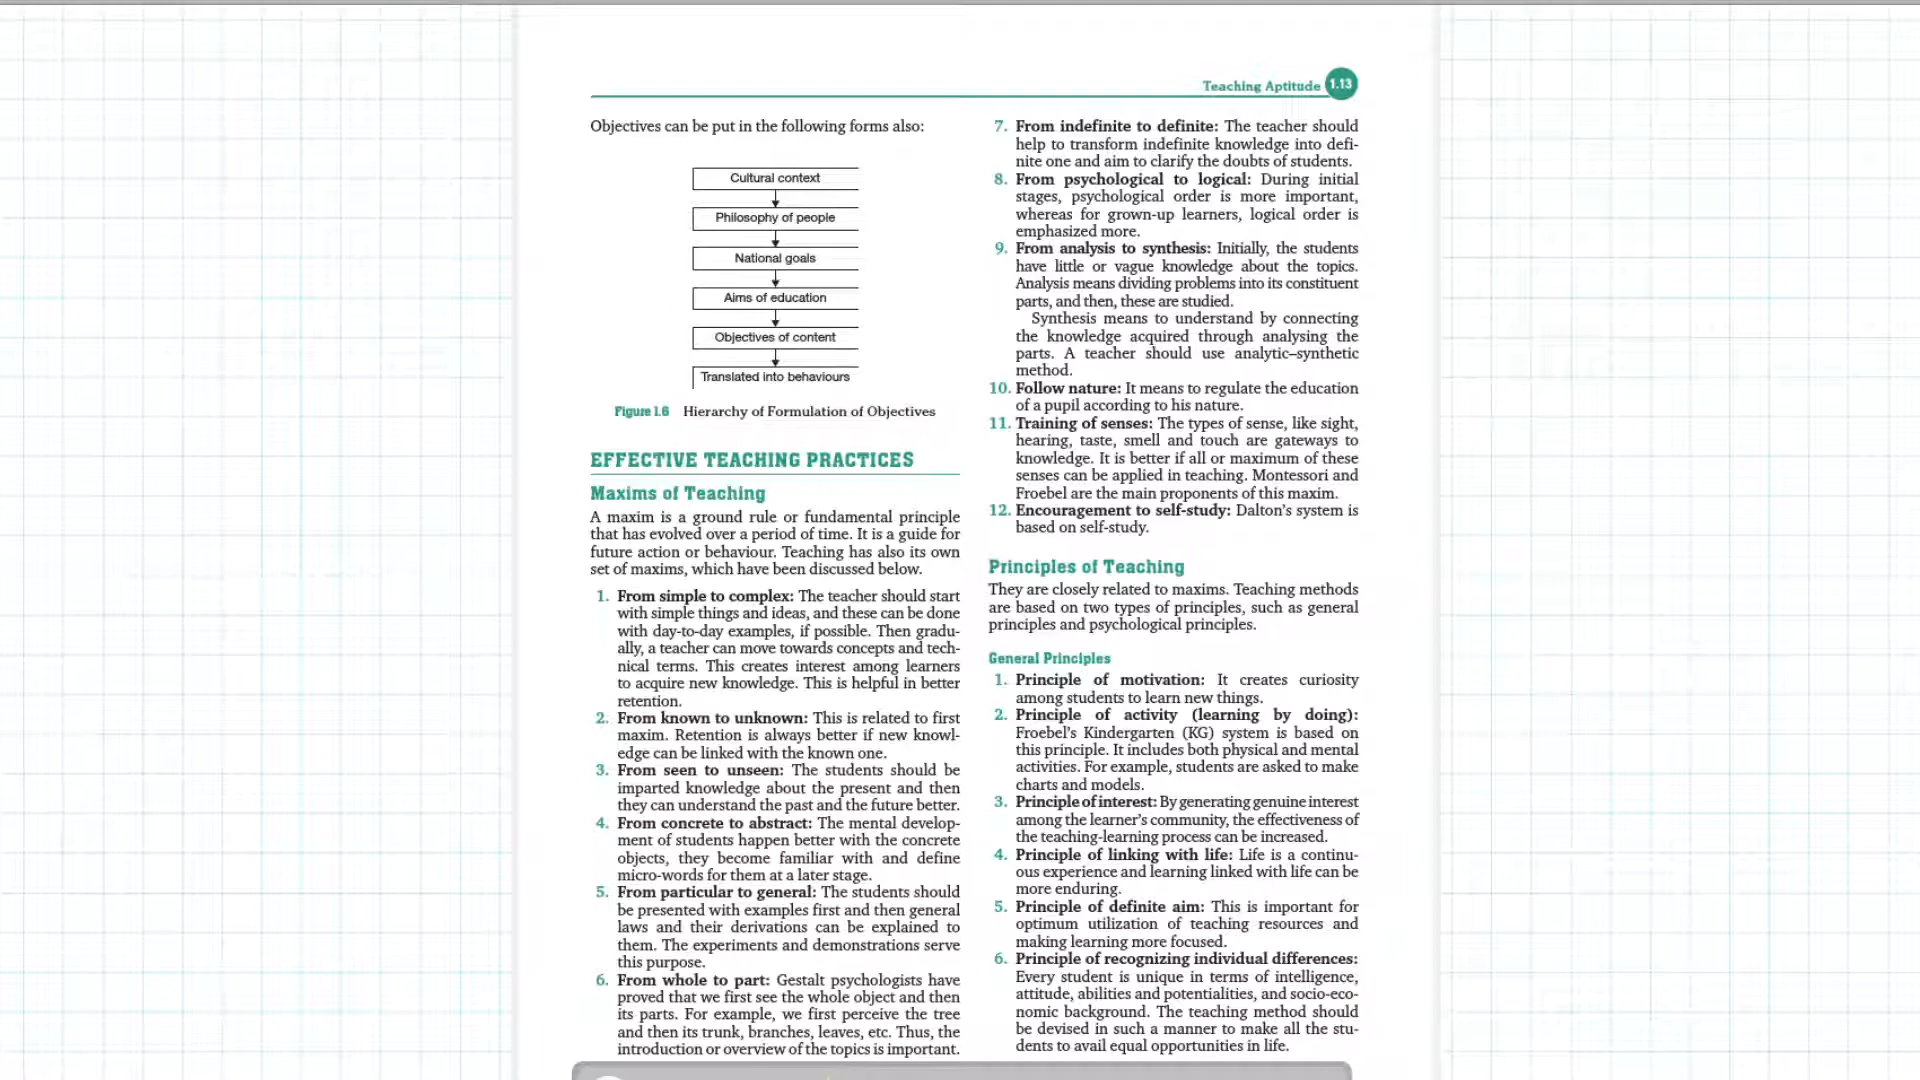 Teaching Aptitude 1.13
Objectives can be put in the following forms also:
Cultural context
Philosophy of people
National goals
Aims of education
Objectives of content
Translated into behaviours
Figure 1.6 Hierarchy of Formulation of Objectives
EFFECTIVE TEACHING PRACTICES
Maxims of Teaching
A maxim is a ground rule or fundamental principle
that has evolved over a period of time. It is a guide for
future action or behaviour. Teaching has also its own
set of maxims, which have been discussed below.
1. From simple to complex: The teacher should start
with simple things and ideas, and these can be done
with day-to-day examples, if possible. Then gradu-
ally, a teacher can move towards concepts and tech-
nical terms. This creates interest among learners
to acquire new knowledge. This is helpful in better
retention.
2. From known to unknown: This is related to first
maxim. Retention is always better if new knowl-
edge can be linked with the known one.
3. From seen to unseen: The students should be
imparted knowledge about the present and then
they can understand the past and the future better.
4. From concrete to abstract: The mental develop-
ment of students happen better with the concrete
objects, they become familiar with and define
micro-words for them at a later stage.
5. From particular to general: The students should
be presented with examples first and then general
laws and their derivations can be explained to
them. The experiments and demonstrations serve
this purpose.
6. From whole to part: Gestalt psychologists have
proved that we first see the whole object and then
its parts. For example, we first perceive the tree
and then its trunk, branches, leaves, etc. Thus, the
introduction or overview of the topics is important.
7. From indefinite to definite: The teacher should
help to transform indefinite knowledge into defi-
nite one and aim to clarify the doubts of students.
8. From psychological to logical: During initial
stages, psychological order is more important,
whereas for grown-up learners, logical order is
emphasized more.
9. From analysis to synthesis: Initially, the students
have little or vague knowledge about the topics.
Analysis means dividing problems into its constituent
parts, and then, these are studied.
Synthesis means to understand by connecting
the knowledge acquired through analysing the
parts. A teacher should use analytic–synthetic
method.
10. Follow nature: It means to regulate the education
of a pupil according to his nature.
11. Training of senses: The types of sense, like sight,
hearing, taste, smell and touch are gateways to
knowledge. It is better if all or maximum of these
senses can be applied in teaching. Montessori and
Froebel are the main proponents of this maxim.
12. Encouragement to self-study: Dalton's system is
based on self-study.
Principles of Teaching
They are closely related to maxims. Teaching methods
are based on two types of principles, such as general
principles and psychological principles.
General Principles
1. Principle of motivation: It creates curiosity
among students to learn new things.
2. Principle of activity (learning by doing):
Froebel's Kindergarten (KG) system is based on
this principle. It includes both physical and mental
activities. For example, students are asked to make
charts and models.
3. Principle of interest: By generating genuine interest
among the learner's community, the effectiveness of
the teaching-learning process can be increased.
4. Principle of linking with life: Life is a continu-
ous experience and learning linked with life can be
more enduring.
5. Principle of definite aim: This is important for
optimum utilization of teaching resources and
making learning more focused.
6. Principle of recognizing individual differences:
Every student is unique in terms of intelligence,
attitude, abilities and potentialities, and socio-eco-
nomic background. The teaching method should
be devised in such a manner to make all the stu-
dents to avail equal opportunities in life.